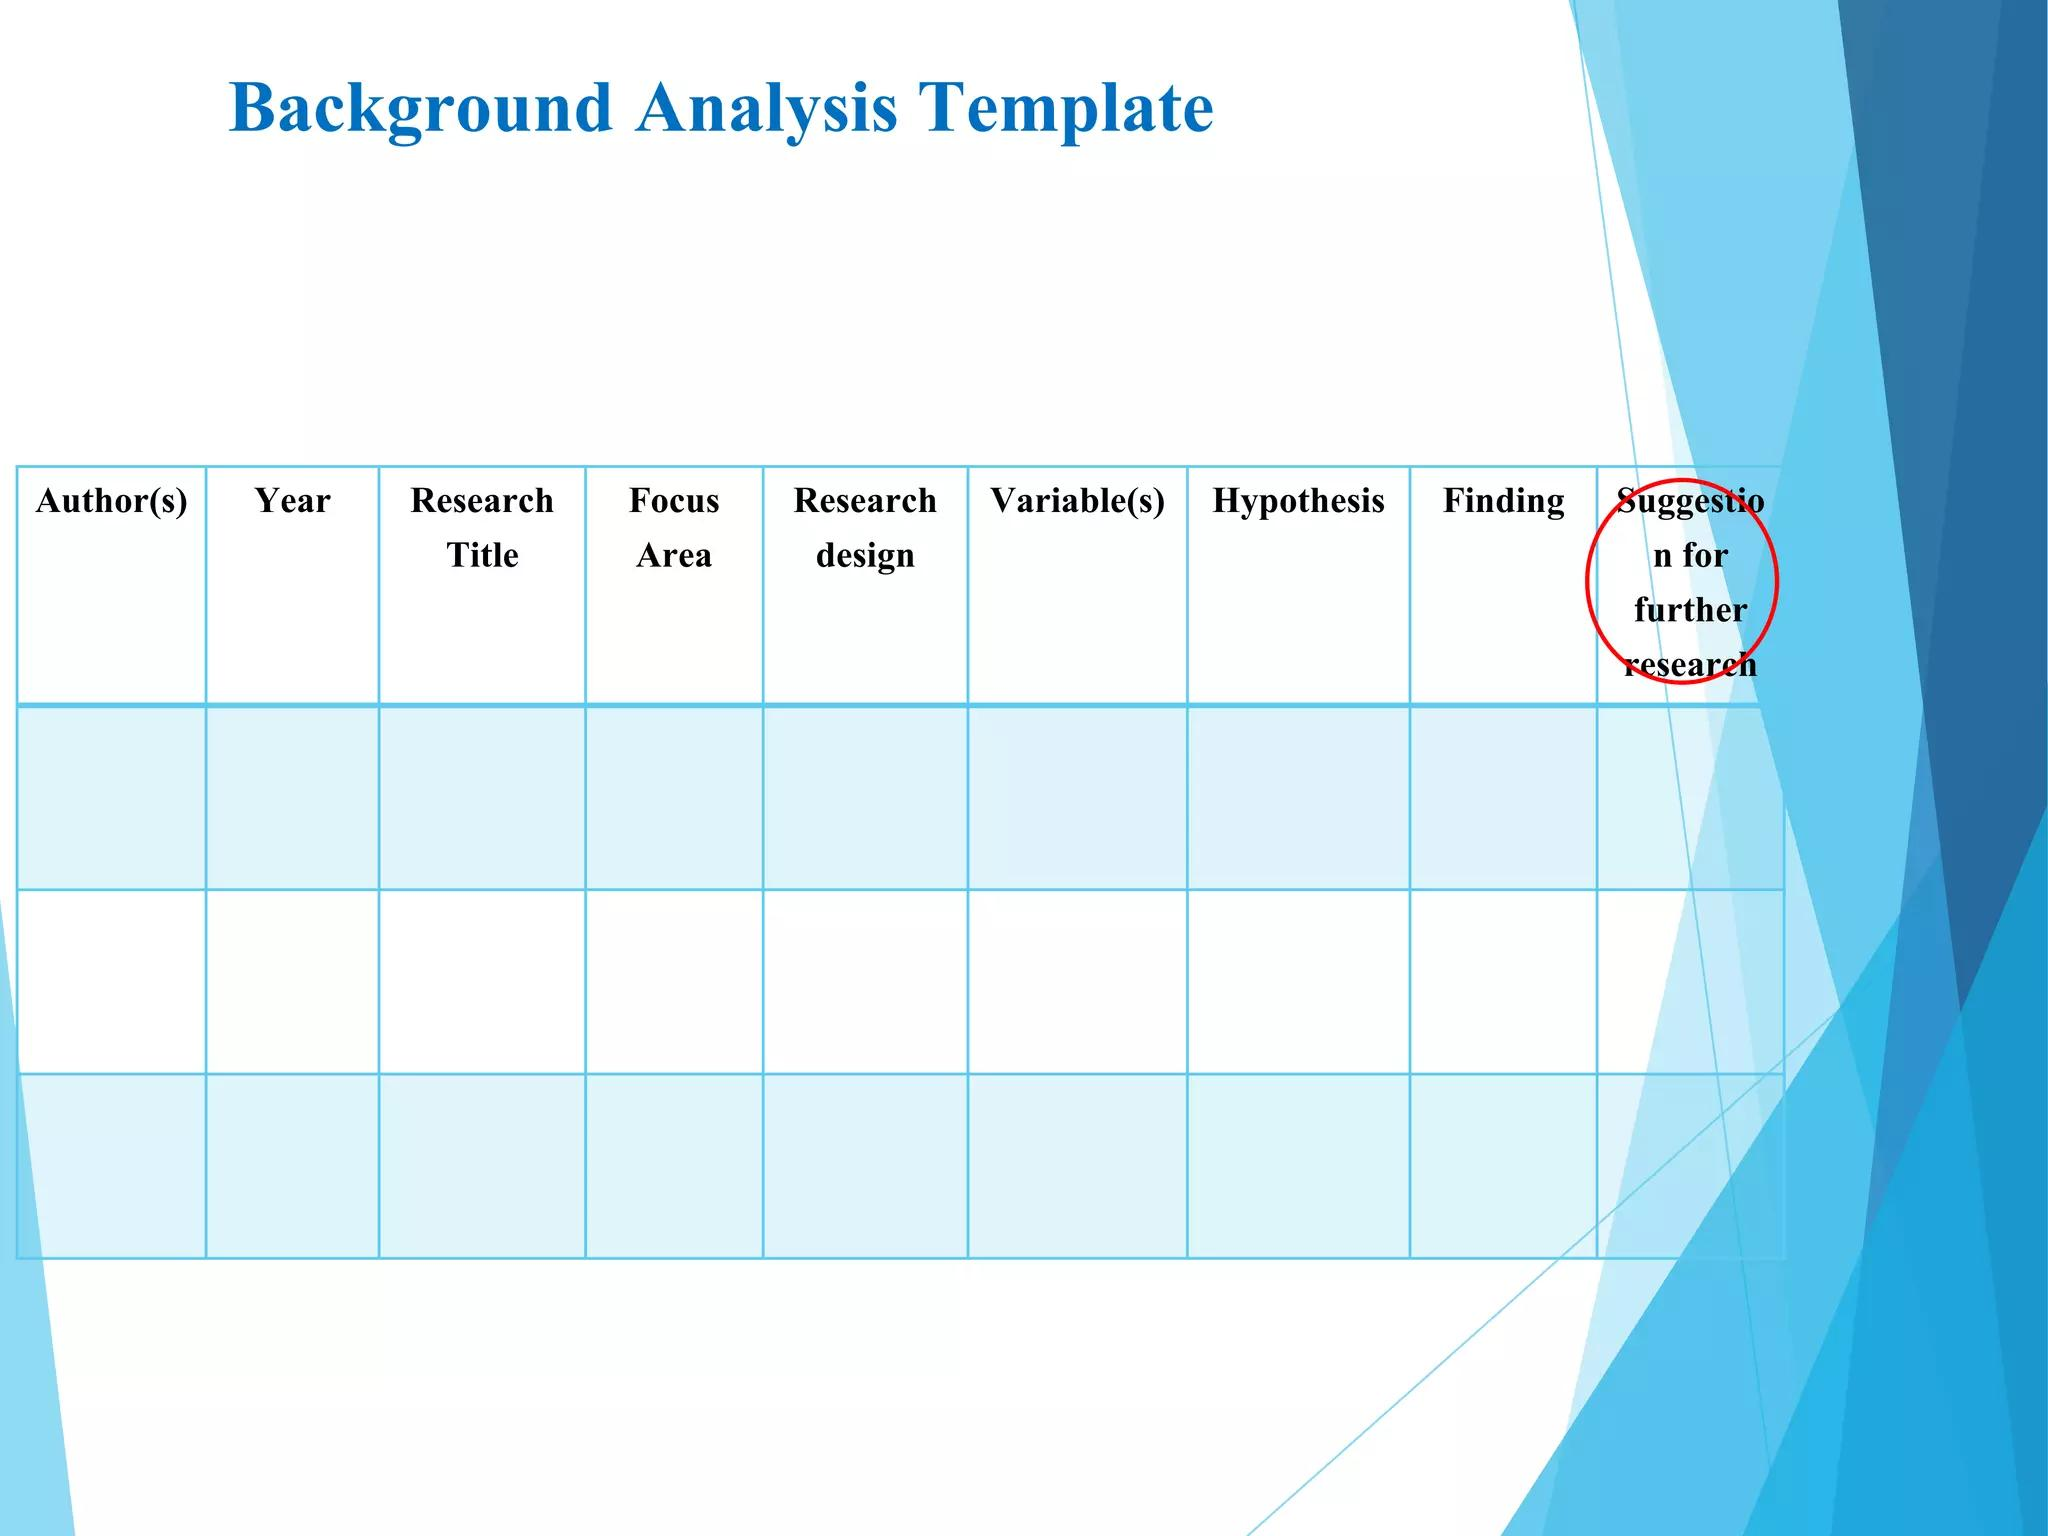 Background Analysis Template
Author(s)
Year
Research
Title
Focus
Area
Research
design
Variable(s)
Hypothesis
Finding
Suggestio
n for
further
research